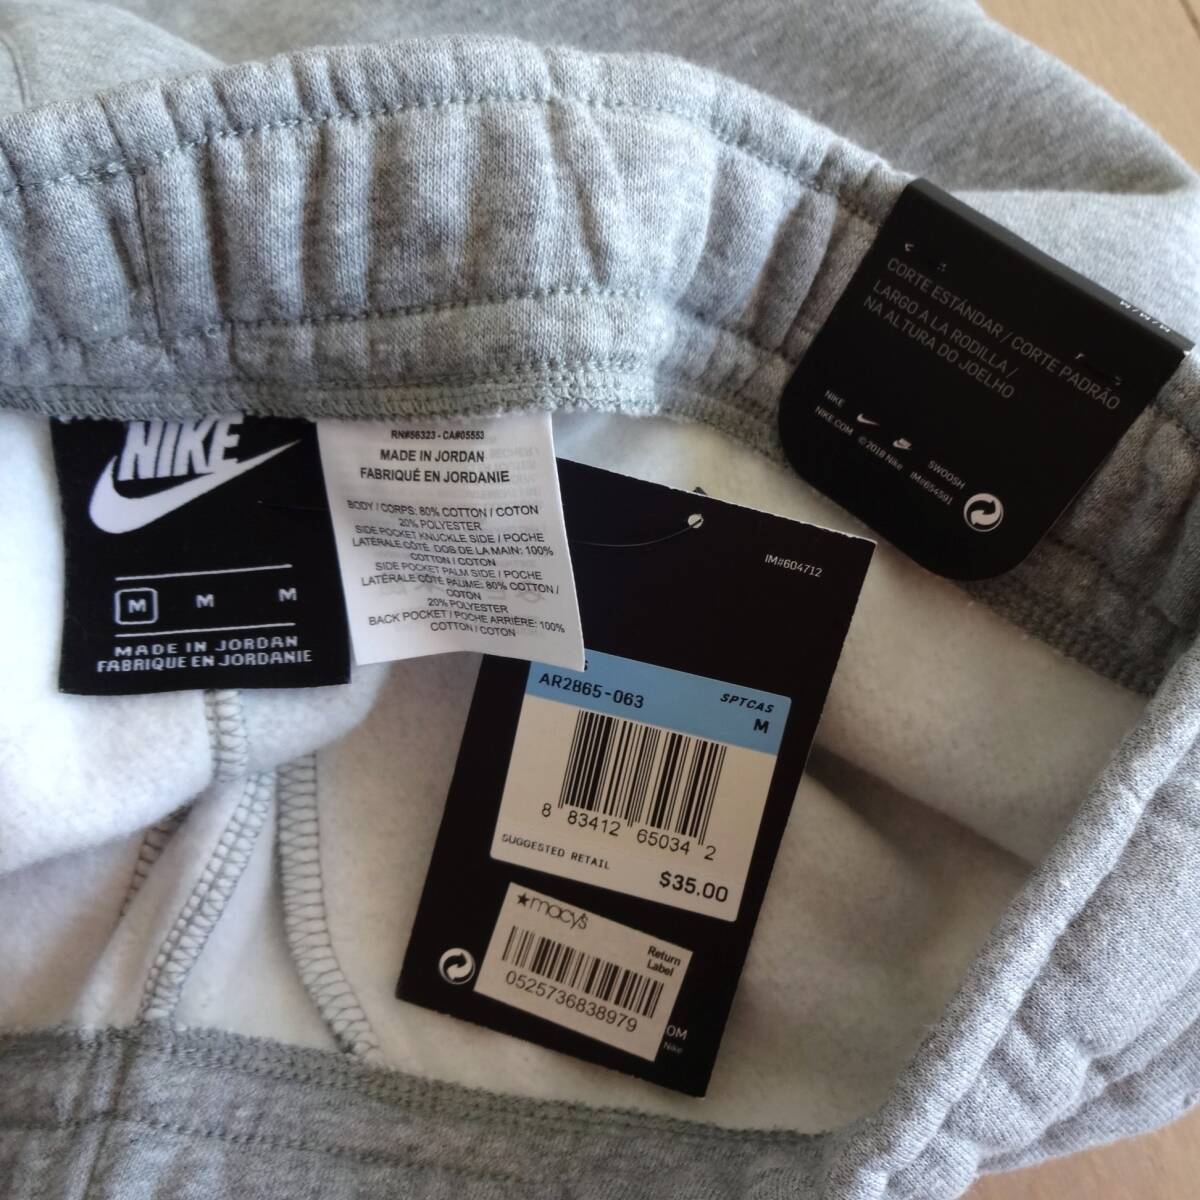 CORTE ESTÁNDAR / CORTE PADRÃO
LARGO A LA RODILLA /
NA ALTURA DO JOELHO
NIKE
SWOOSH
NIKE.COM ©2018 Nike IM#654591
NIKE
M M M
MADE IN JORDAN
FABRIQUE EN JORDANIE
RN#56323 - CA#05553
MADE IN JORDAN
FABRIQUÉ EN JORDANIE
BODY / CORPS: 80% COTTON / COTON
20% POLYESTER
SIDE POCKET KNUCKLE SIDE / POCHE
LATÉRALE CÔTÉ DOS DE LA MAIN: 100%
COTTON / COTON
SIDE POCKET PALM SIDE / POCHE
LATÉRALE CÔTÉ PAUME: 80% COTTON /
COTON
20% POLYESTER
BACK POCKET / POCHE ARRIÈRE: 100%
COTTON / COTON
IM#604712
AR2865-063
SPTCAS
M
8 83412 65034 2
SUGGESTED RETAIL
$35.00
macy's
Return
Label
0525736838979
OM
Nike